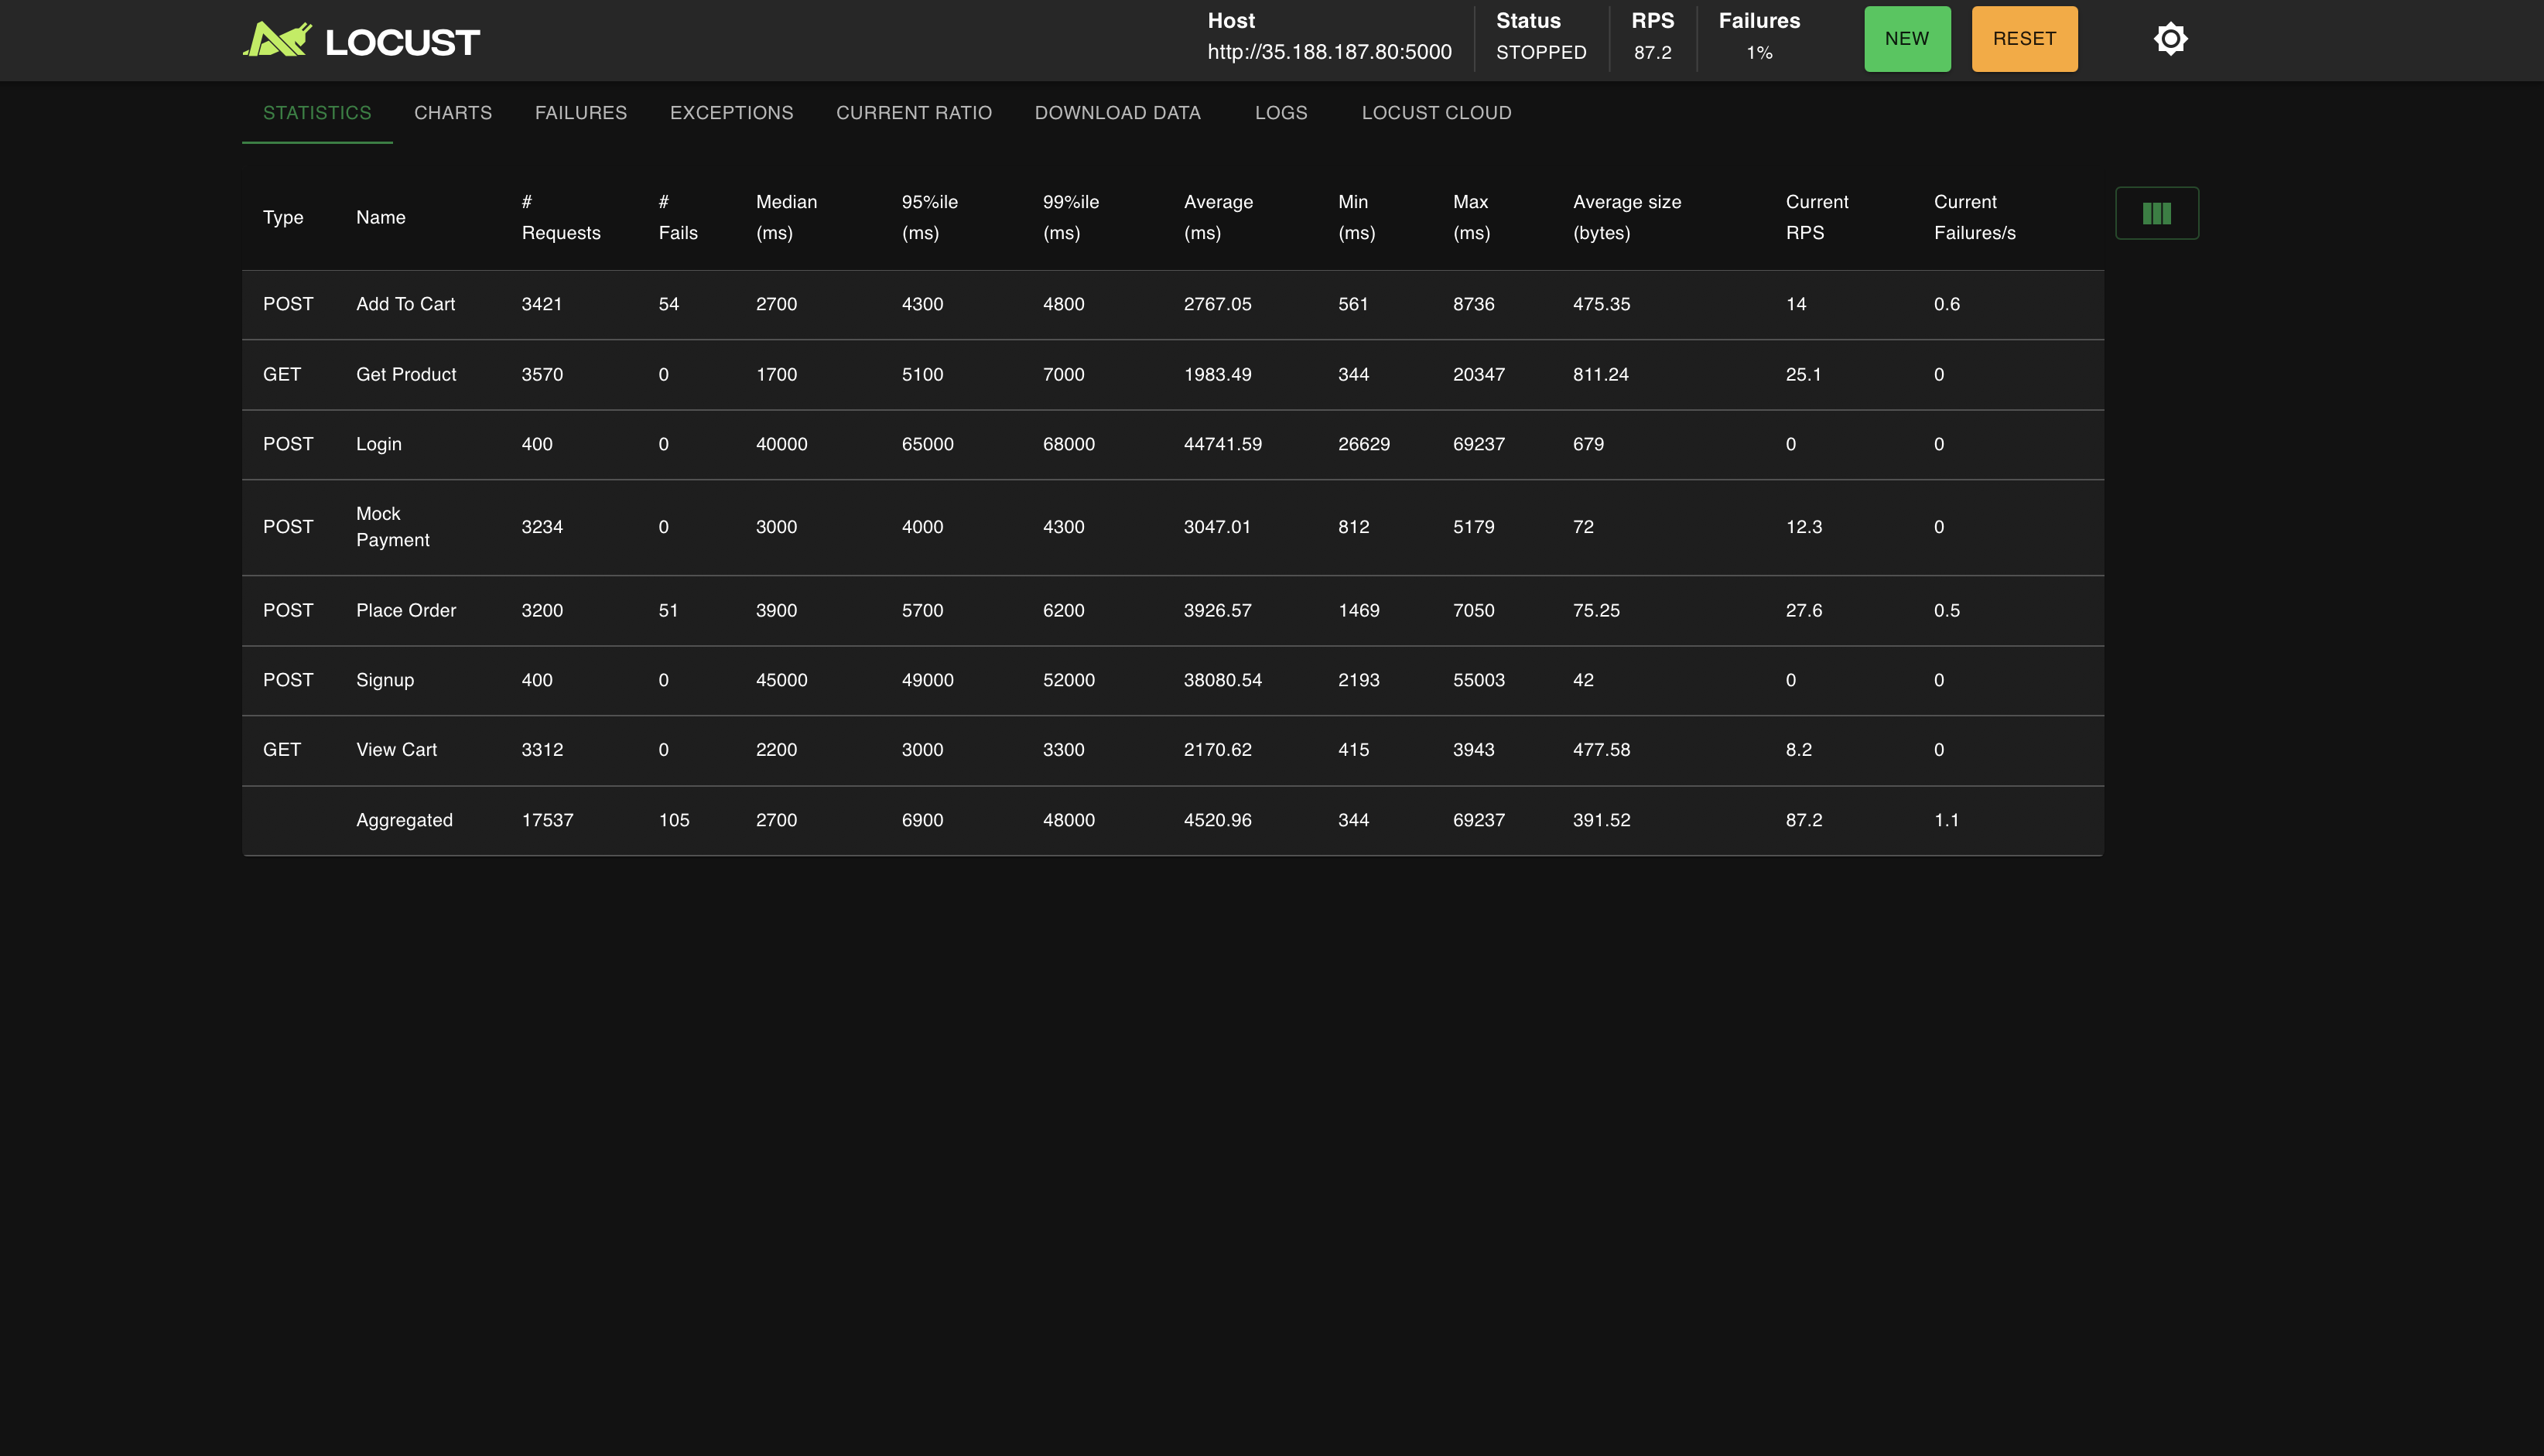 LOCUST
Host
http://35.188.187.80:5000
Status
STOPPED
RPS
87.2
Failures
1%
NEW
RESET
STATISTICS CHARTS FAILURES EXCEPTIONS CURRENT RATIO DOWNLOAD DATA LOGS LOCUST CLOUD
Type Name # Requests # Fails Median (ms) 95%ile (ms) 99%ile (ms) Average (ms) Min (ms) Max (ms) Average size (bytes) Current RPS Current Failures/s
POST Add To Cart 3421 54 2700 4300 4800 2767.05 561 8736 475.35 14 0.6
GET Get Product 3570 0 1700 5100 7000 1983.49 344 20347 811.24 25.1 0
POST Login 400 0 40000 65000 68000 44741.59 26629 69237 679 0 0
POST Mock Payment 3234 0 3000 4000 4300 3047.01 812 5179 72 12.3 0
POST Place Order 3200 51 3900 5700 6200 3926.57 1469 7050 75.25 27.6 0.5
POST Signup 400 0 45000 49000 52000 38080.54 2193 55003 42 0 0
GET View Cart 3312 0 2200 3000 3300 2170.62 415 3943 477.58 8.2 0
Aggregated 17537 105 2700 6900 48000 4520.96 344 69237 391.52 87.2 1.1